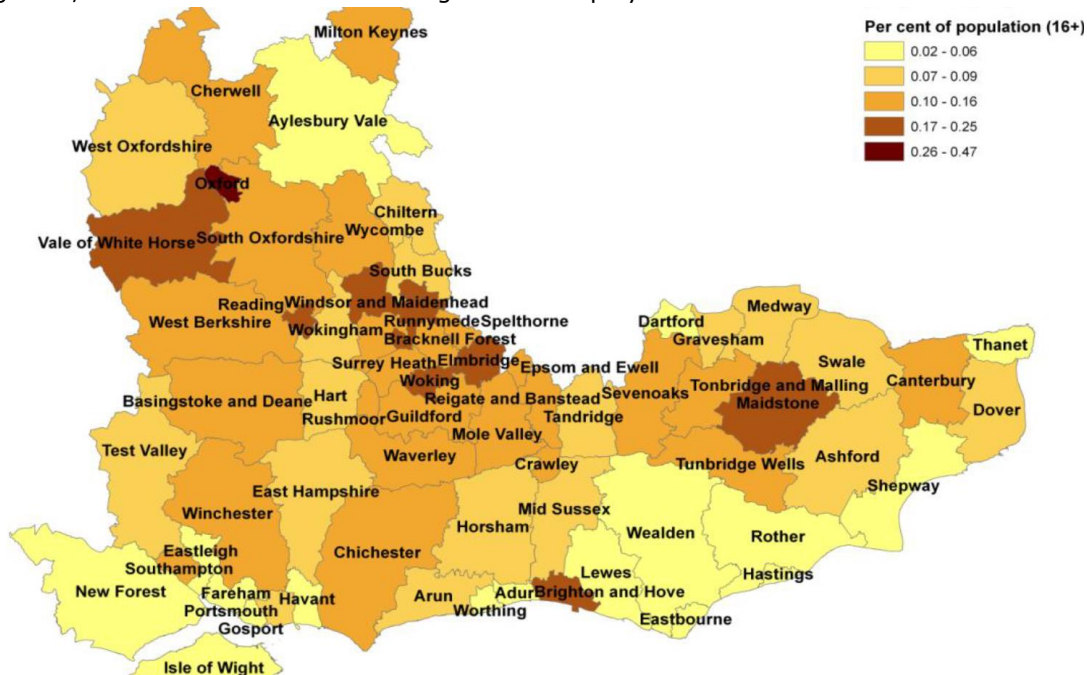 Milton Keynes
Per cent of population (16+)
0.02 - 0.06
0.07 - 0.09
0.10 - 0.16
0.17 - 0.25
0.26 - 0.47
Cherwell
Aylesbury Vale
West Oxfordshire
Oxford
Chiltern
Wycombe
Vale of White Horse
South Oxfordshire
South Bucks
Reading
Windsor and Maidenhead
Medway
West Berkshire
Wokingham
Runnymede
Spelthorne
Dartford
Bracknell Forest
Gravesham
Thanet
Surrey Heath
Elmbridge
Epsom and Ewell
Swale
Woking
Tonbridge and Malling
Canterbury
Basingstoke and Deane
Hart
Reigate and Banstead
Sevenoaks
Maidstone
Rushmoor
Guildford
Tandridge
Dover
Mole Valley
Test Valley
Waverley
Ashford
Crawley
Tunbridge Wells
East Hampshire
Shepway
Winchester
Mid Sussex
Horsham
Wealden
Rother
Chichester
Eastleigh
Southampton
Lewes
Hastings
New Forest
Fareham
Havant
Arun
Adur
Brighton and Hove
Portsmouth
Worthing
Eastbourne
Gosport
Isle of Wight